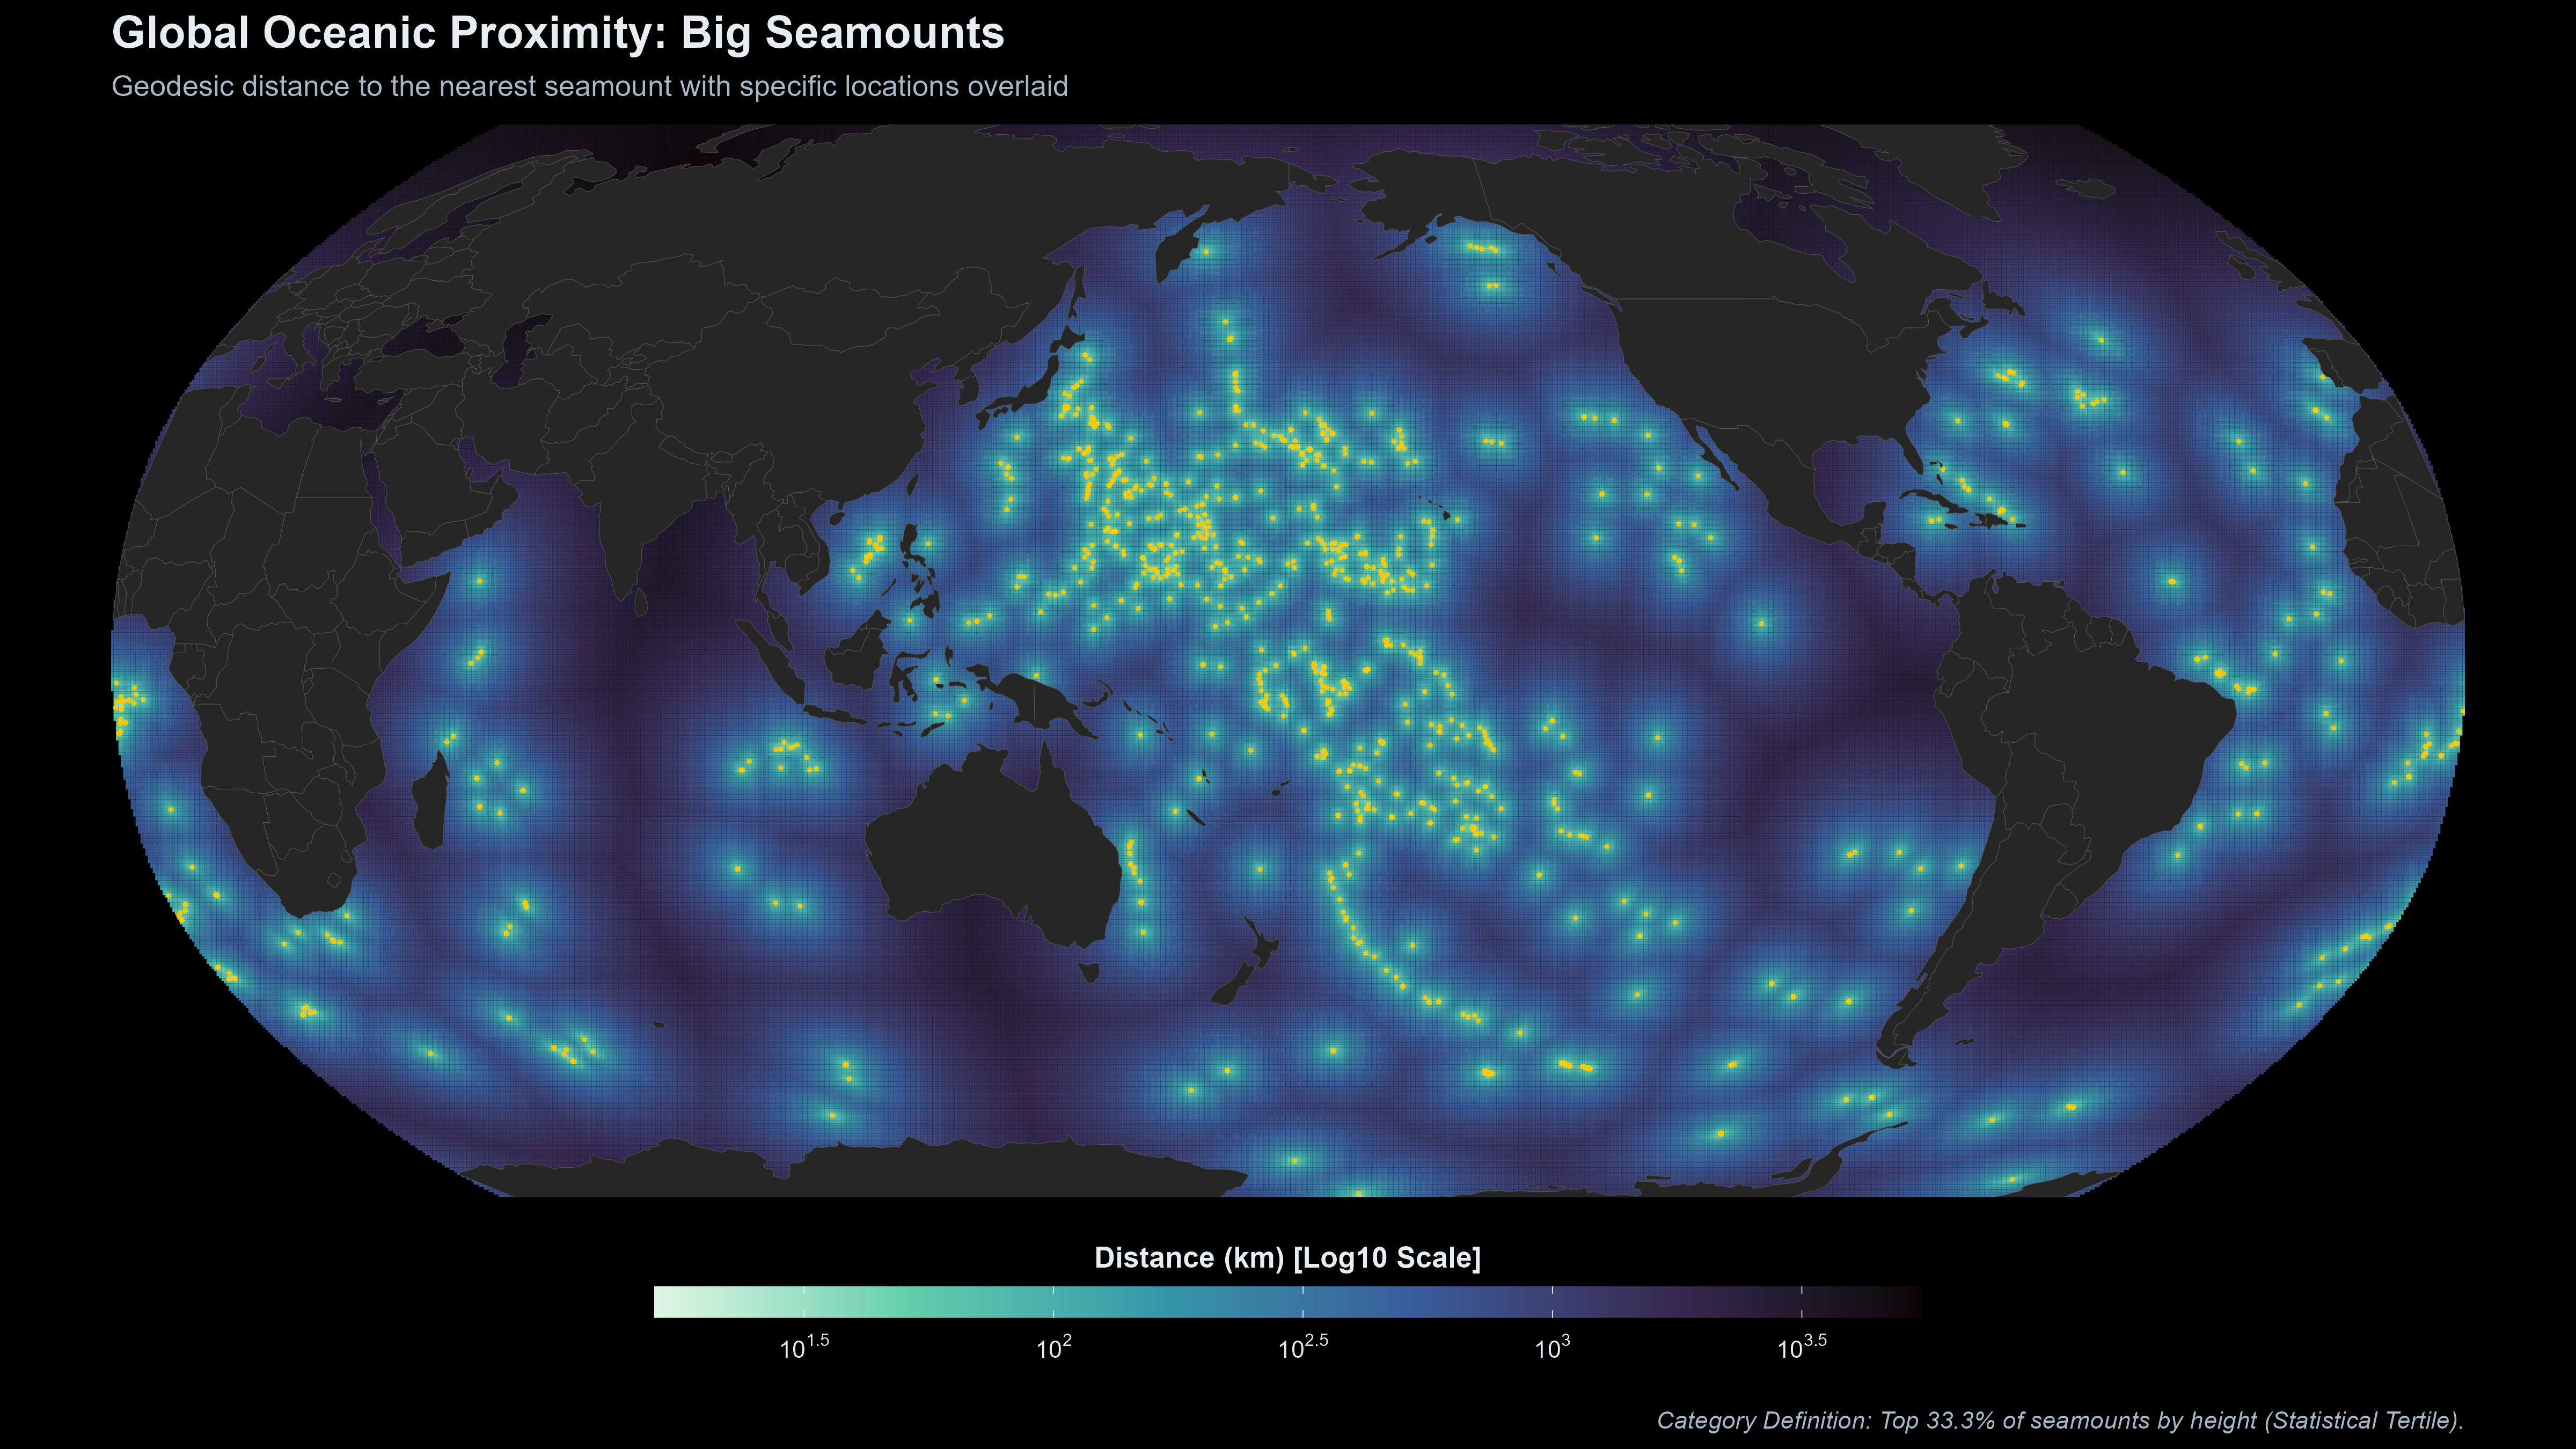 Global Oceanic Proximity: Big Seamounts
Geodesic distance to the nearest seamount with specific locations overlaid
Distance (km) [Log10 Scale]
10^1.5 10^2 10^2.5 10^3 10^3.5
Category Definition: Top 33.3% of seamounts by height (Statistical Tertile).